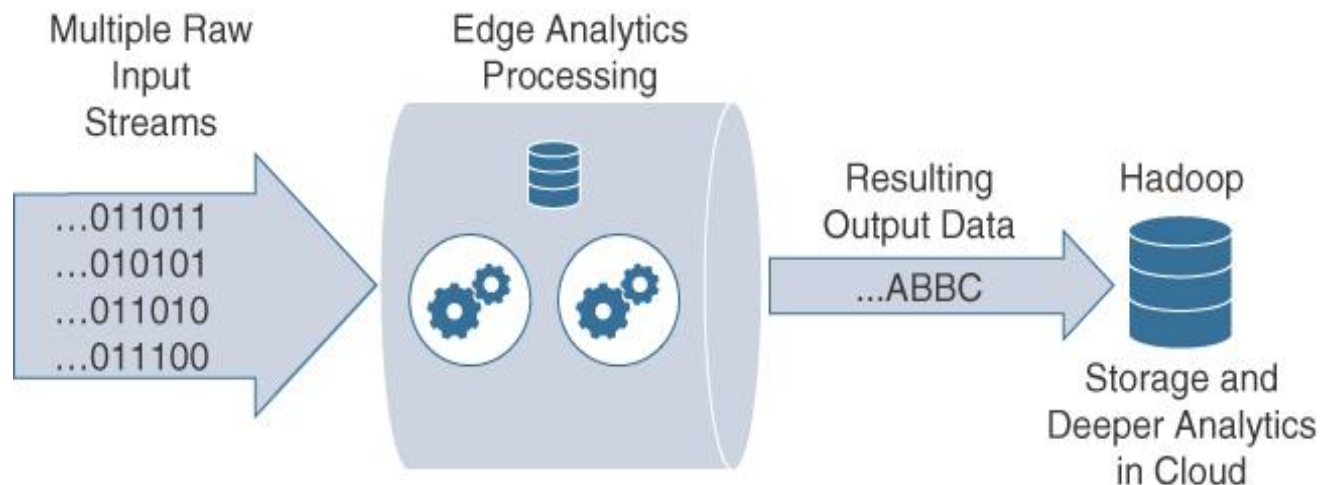 Multiple Raw
Input
Streams
...011011
...010101
...011010
...011100
Edge Analytics
Processing
Resulting
Output Data
...ABBC
Hadoop
Storage and
Deeper Analytics
in Cloud